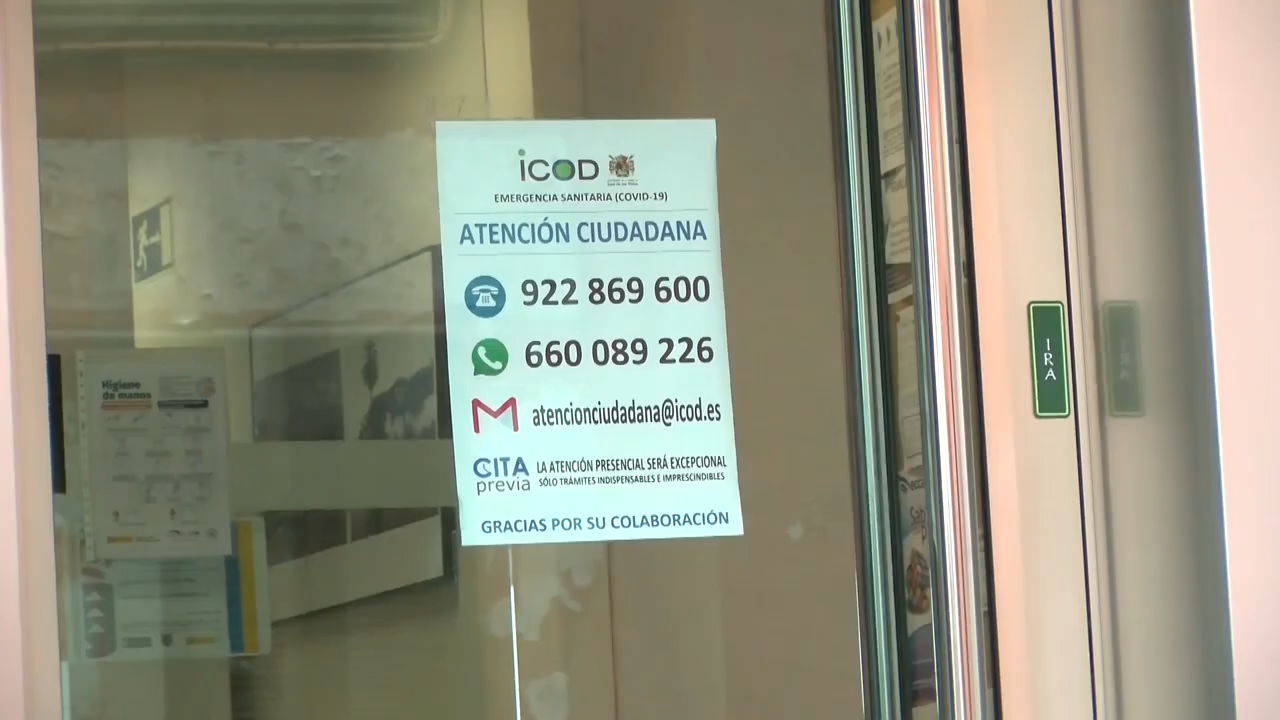 iCOD
EMERGENCIA SANITARIA (COVID-19)
ATENCIÓN CIUDADANA
922 869 600
660 089 226
atencionciudadana@icod.es
CITA previa
LA ATENCIÓN PRESENCIAL SERÁ EXCEPCIONAL
SÓLO TRÁMITES INDISPENSABLES E IMPRESCINDIBLES
GRACIAS POR SU COLABORACIÓN
Higiene
de manos
IRA